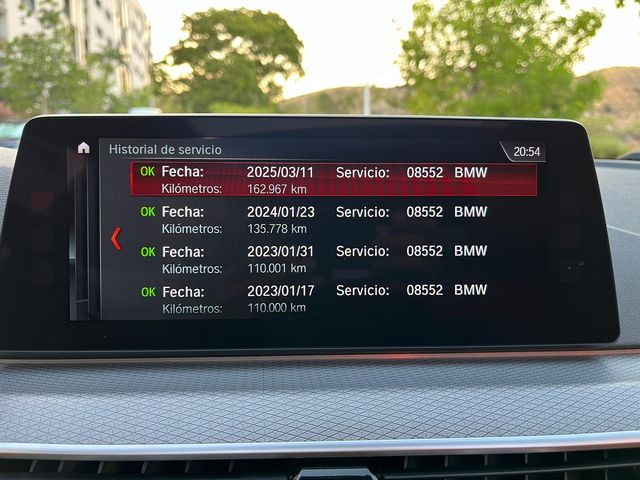 Historial de servicio
20:54
OK Fecha: 2025/03/11 Servicio: 08552 BMW
Kilómetros: 162.967 km
OK Fecha: 2024/01/23 Servicio: 08552 BMW
Kilómetros: 135.778 km
OK Fecha: 2023/01/31 Servicio: 08552 BMW
Kilómetros: 110.001 km
OK Fecha: 2023/01/17 Servicio: 08552 BMW
Kilómetros: 110.000 km